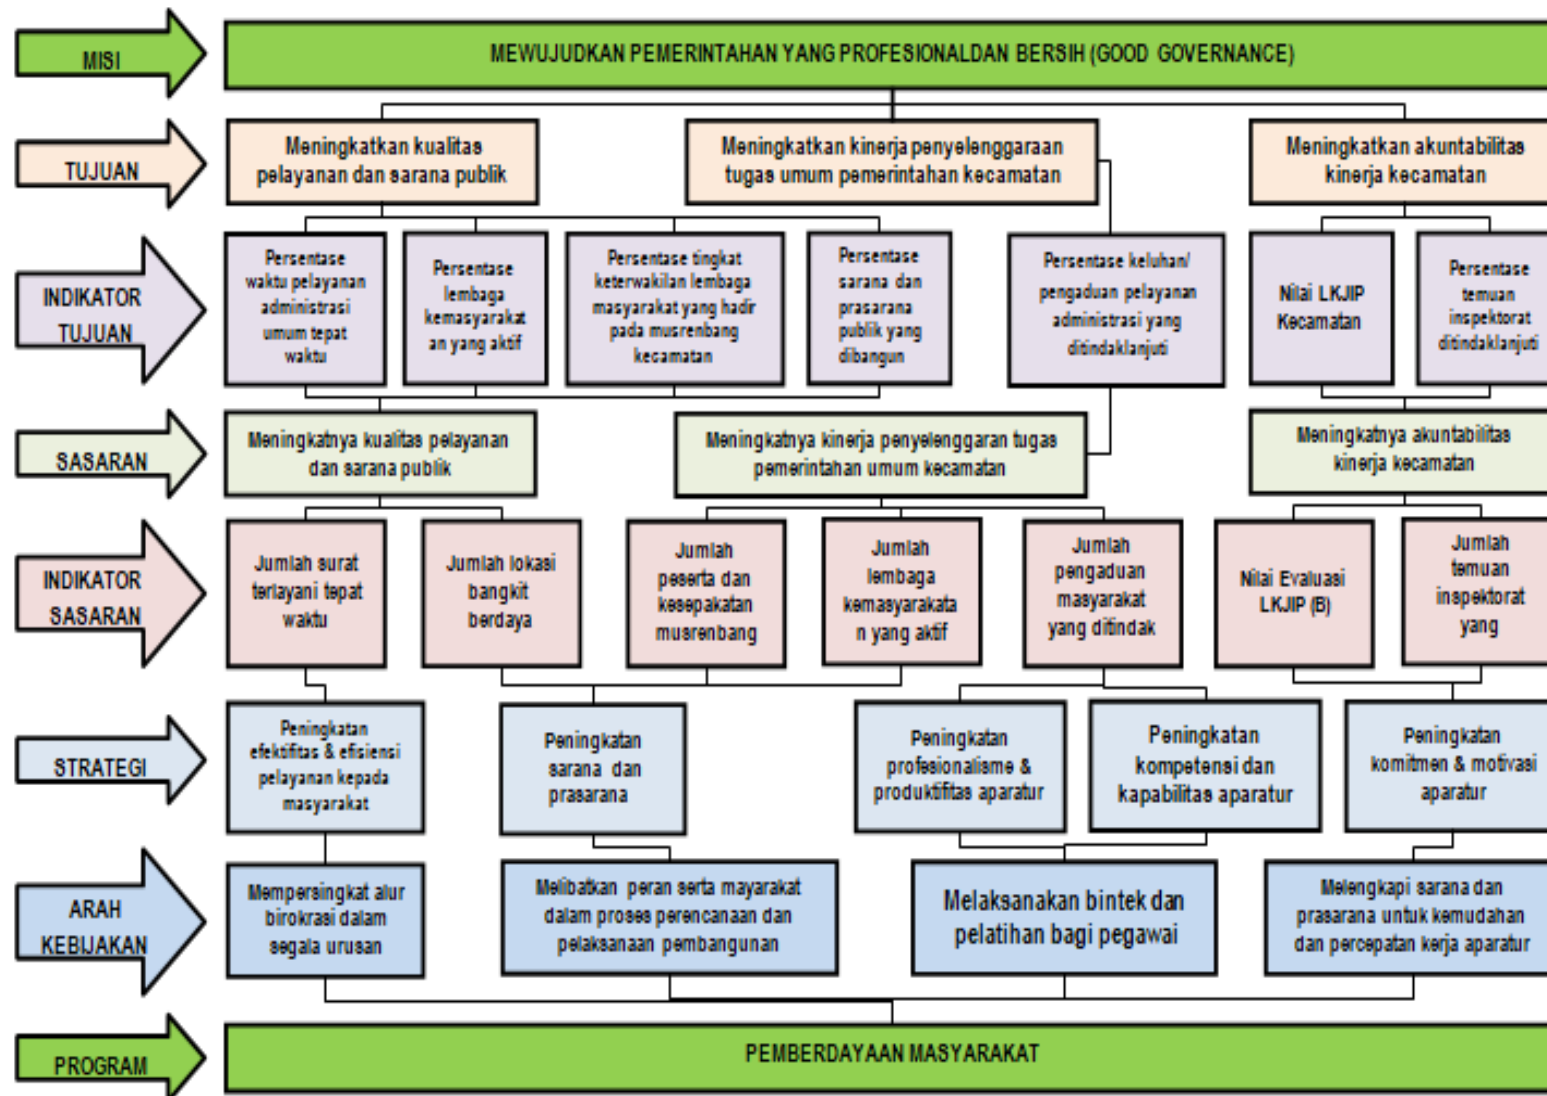 MISI
MEWUJUDKAN PEMERINTAHAN YANG PROFESIONALDAN BERSIH (GOOD GOVERNANCE)
TUJUAN
Meningkatkan kualitas
pelayanan dan sarana publik
Meningkatkan kinerja penyelenggaraan
tugas umum pemerintahan kecamatan
Meningkatkan akuntabilitas
kinerja kecamatan
INDIKATOR
TUJUAN
Persentase
waktu pelayanan
administrasi
umum tepat
waktu
Persentase
lembaga
kemasyarakat
an yang aktif
Persentase tingkat
keterwakilan lembaga
masyarakat yang hadir
pada musrenbang
kecamatan
Persentase
sarana dan
prasarana
publik yang
dibangun
Persentase keluhan/
pengaduan pelayanan
administrasi yang
ditindaklanjuti
Nilai LKJIP
Kecamatan
Persentase
temuan
inspektorat
ditindaklanjuti
SASARAN
Meningkatnya kualitas pelayanan
dan sarana publik
Meningkatnya kinerja penyelenggaran tugas
pemerintahan umum kecamatan
Meningkatnya akuntabilitas
kinerja kecamatan
INDIKATOR
SASARAN
Jumlah surat
terlayani tepat
waktu
Jumlah lokasi
bangkit
berdaya
Jumlah
peserta dan
kesepakatan
musrenbang
Jumlah
lembaga
kemasyarakata
n yang aktif
Jumlah
pengaduan
masyarakat
yang ditindak
Nilai Evaluasi
LKJIP (B)
Jumlah
temuan
inspektorat
yang
STRATEGI
Peningkatan
efektifitas & efisiensi
pelayanan kepada
masyarakat
Peningkatan
sarana dan
prasarana
Peningkatan
profesionalisme &
produktifitas aparatur
Peningkatan
kompetensi dan
kapabilitas aparatur
Peningkatan
komitmen & motivasi
aparatur
ARAH
KEBIJAKAN
Mempersingkat alur
birokrasi dalam
segala urusan
Melibatkan peran serta mayarakat
dalam proses perencanaan dan
pelaksanaan pembangunan
Melaksanakan bintek dan
pelatihan bagi pegawai
Melengkapi sarana dan
prasarana untuk kemudahan
dan percepatan kerja aparatur
PROGRAM
PEMBERDAYAAN MASYARAKAT